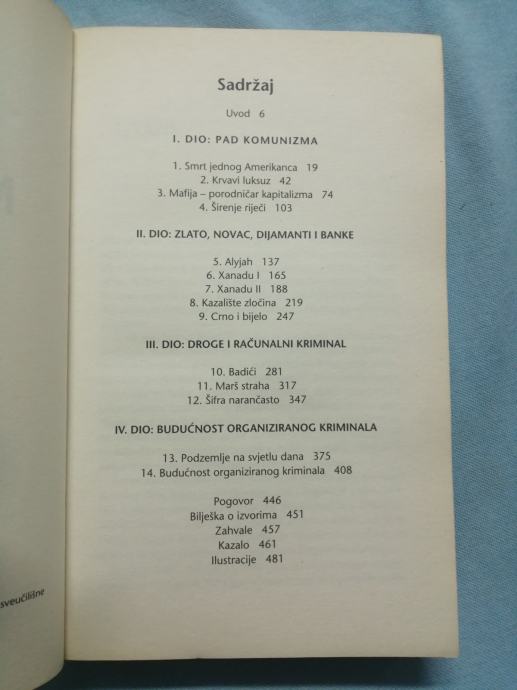 Sadržaj
Uvod 6
I. DIO: PAD KOMUNIZMA
1. Smrt jednog Amerikanca 19
2. Krvavi luksuz 42
3. Mafija – porodničar kapitalizma 74
4. Širenje riječi 103
II. DIO: ZLATO, NOVAC, DIJAMANTI I BANKE
5. Alyjah 137
6. Xanadu I 165
7. Xanadu II 188
8. Kazalište zločina 219
9. Crno i bijelo 247
III. DIO: DROGE I RAČUNALNI KRIMINAL
10. Badići 281
11. Marš straha 317
12. Šifra narančasto 347
IV. DIO: BUDUĆNOST ORGANIZIRANOG KRIMINALA
13. Podzemlje na svjetlu dana 375
14. Budućnost organiziranog kriminala 408
Pogovor 446
Bilješka o izvorima 451
Zahvale 457
Kazalo 461
Ilustracije 481
sveučilišne